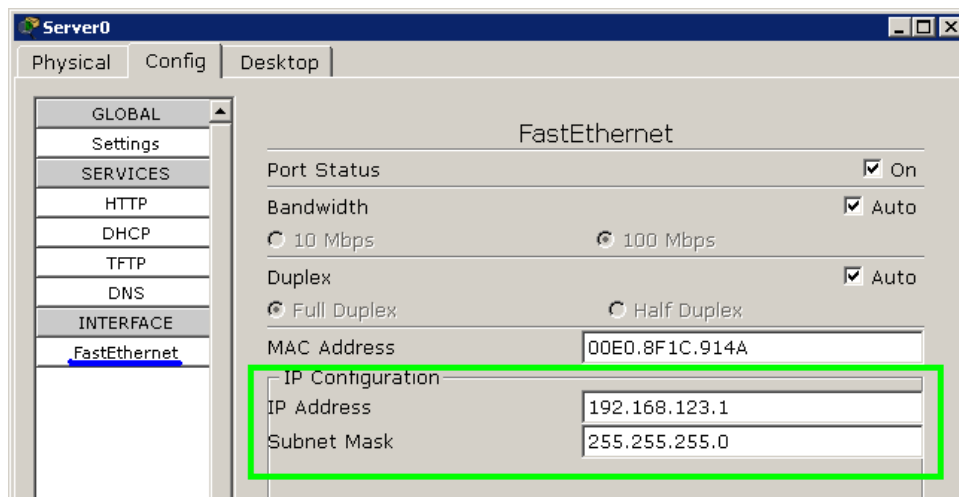 Server0
Physical Config Desktop
GLOBAL
Settings
SERVICES
HTTP
DHCP
TFTP
DNS
INTERFACE
FastEthernet
FastEthernet
Port Status On
Bandwidth Auto
10 Mbps 100 Mbps
Duplex Auto
Full Duplex Half Duplex
MAC Address 00E0.8F1C.914A
IP Configuration
IP Address 192.168.123.1
Subnet Mask 255.255.255.0